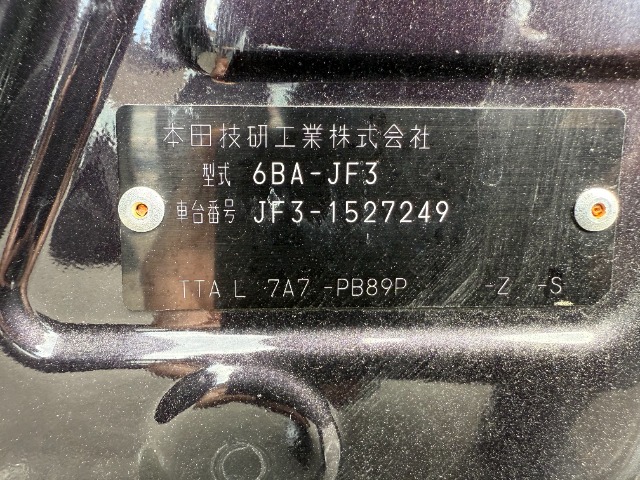 本田技研工業株式会社
型式 6BA-JF3
車台番号 JF3-1527249
TTA L 7A7 -PB89P -Z -S